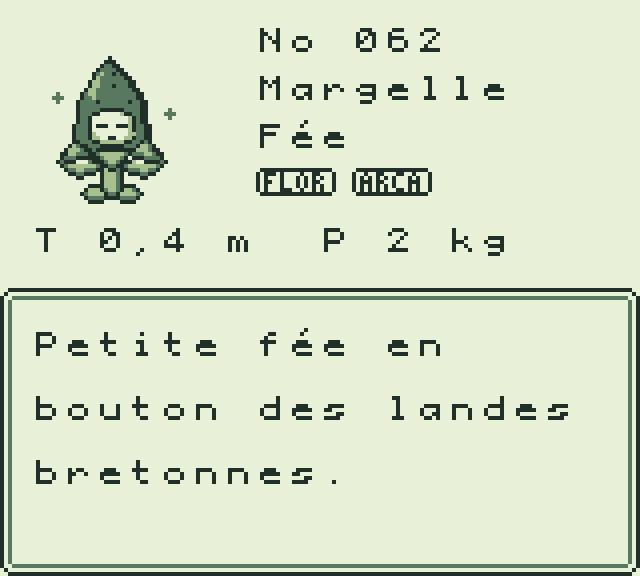 No 062
Margelle
Fée
FLOR ARCA
T 0,4 m P 2 kg
Petite fée en
bouton des landes
bretonnes.